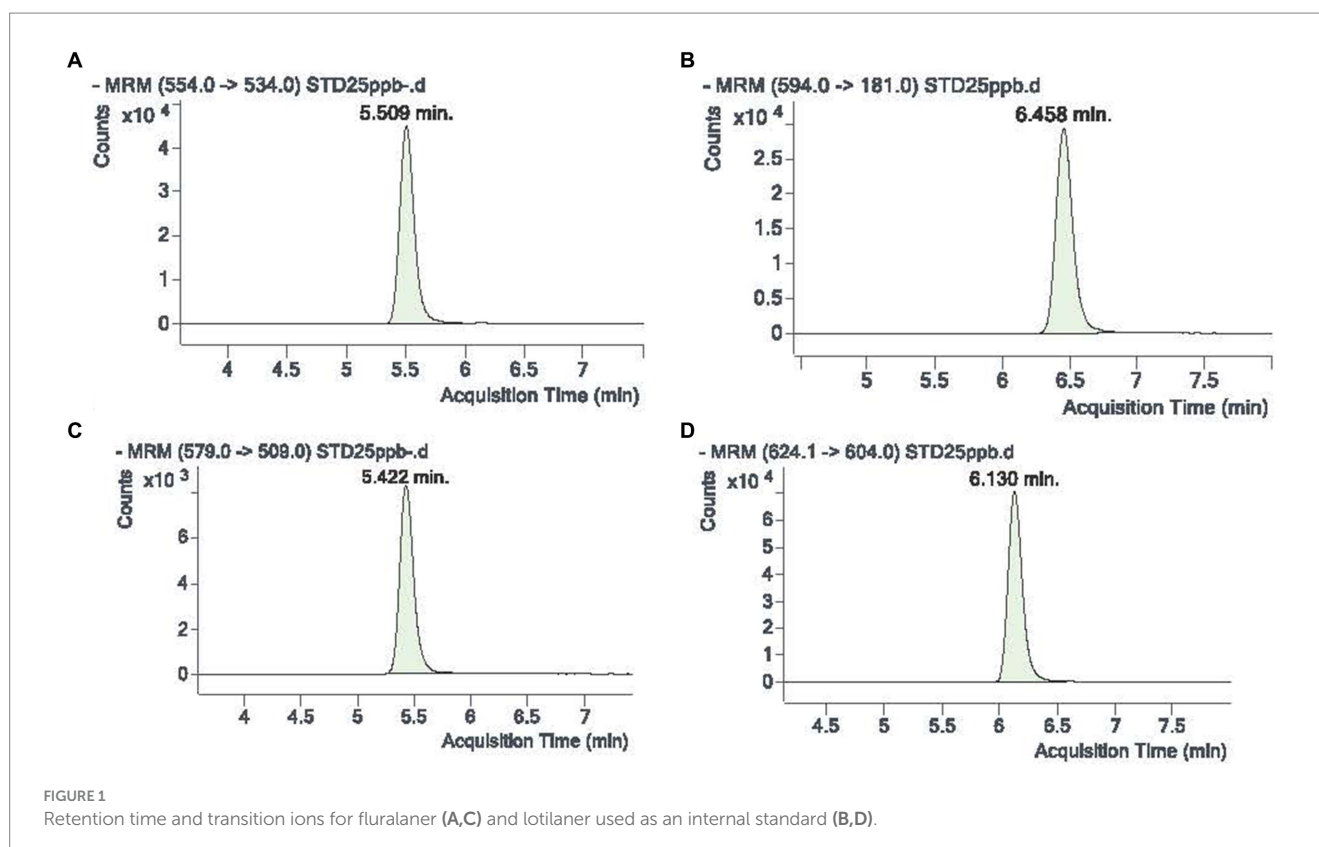 A
- MRM (554.0 -> 534.0) STD25ppb-.d
x10 4
5.509 min.
Counts
4
3
2
1
0
4 4.5 5 5.5 6 6.5 7
Acquisition Time (min)
B
- MRM (594.0 -> 181.0) STD25ppb.d
x10 4
6.458 min.
Counts
2.5
2
1.5
1
0.5
0
5 5.5 6 6.5 7 7.5
Acquisition Time (min)
C
- MRM (579.0 -> 509.0) STD25ppb-.d
x10 3
5.422 min.
Counts
6
4
2
0
4 4.5 5 5.5 6 6.5 7
Acquisition Time (min)
D
- MRM (624.1 -> 604.0) STD25ppb.d
x10 4
6.130 min.
Counts
6
5
4
3
2
1
0
4.5 5 5.5 6 6.5 7 7.5
Acquisition Time (min)
FIGURE 1
Retention time and transition ions for fluralaner (A,C) and lotilaner used as an internal standard (B,D).